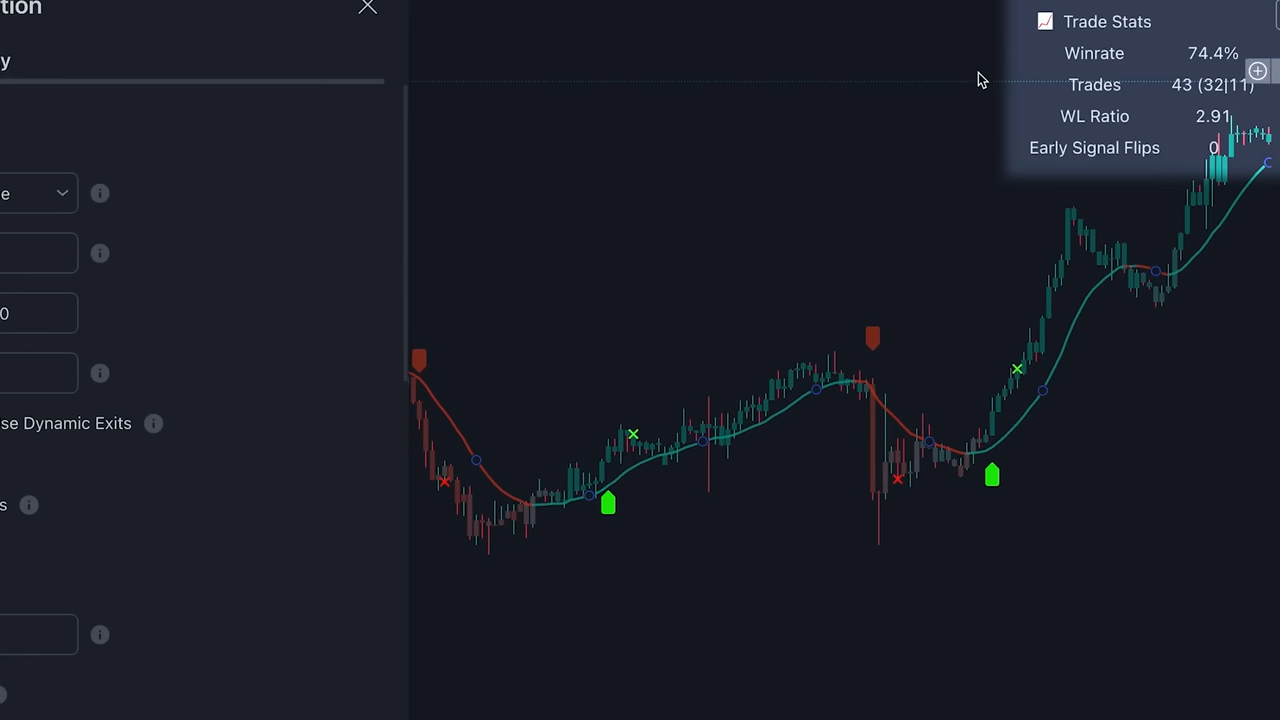 tion
y
e
0
se Dynamic Exits
s
Trade Stats
Winrate 74.4%
Trades 43 (32|11)
WL Ratio 2.91
Early Signal Flips 0